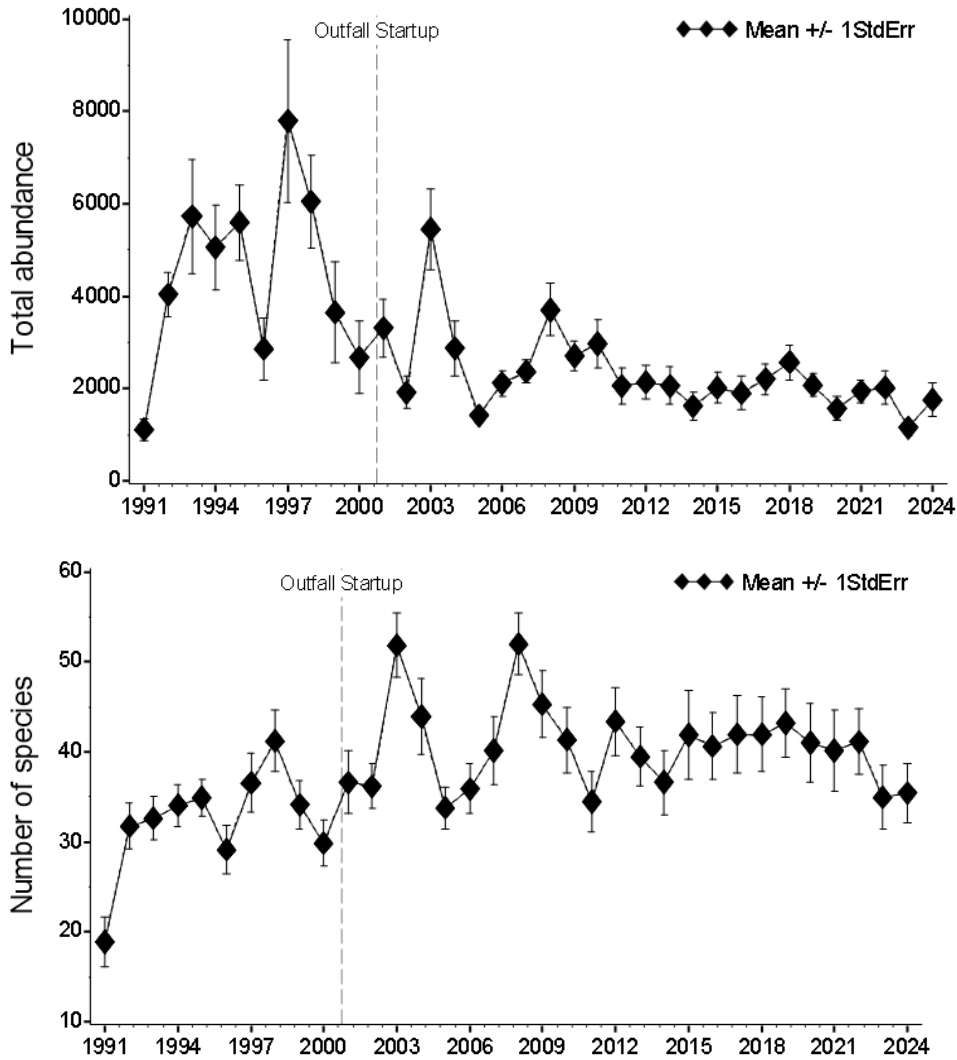 10000
Outfall Startup
Mean +/- 1StdErr
8000
6000
4000
2000
0
Total abundance
1991 1994 1997 2000 2003 2006 2009 2012 2015 2018 2021 2024
60
Outfall Startup
Mean +/- 1StdErr
50
40
30
20
10
Number of species
1991 1994 1997 2000 2003 2006 2009 2012 2015 2018 2021 2024